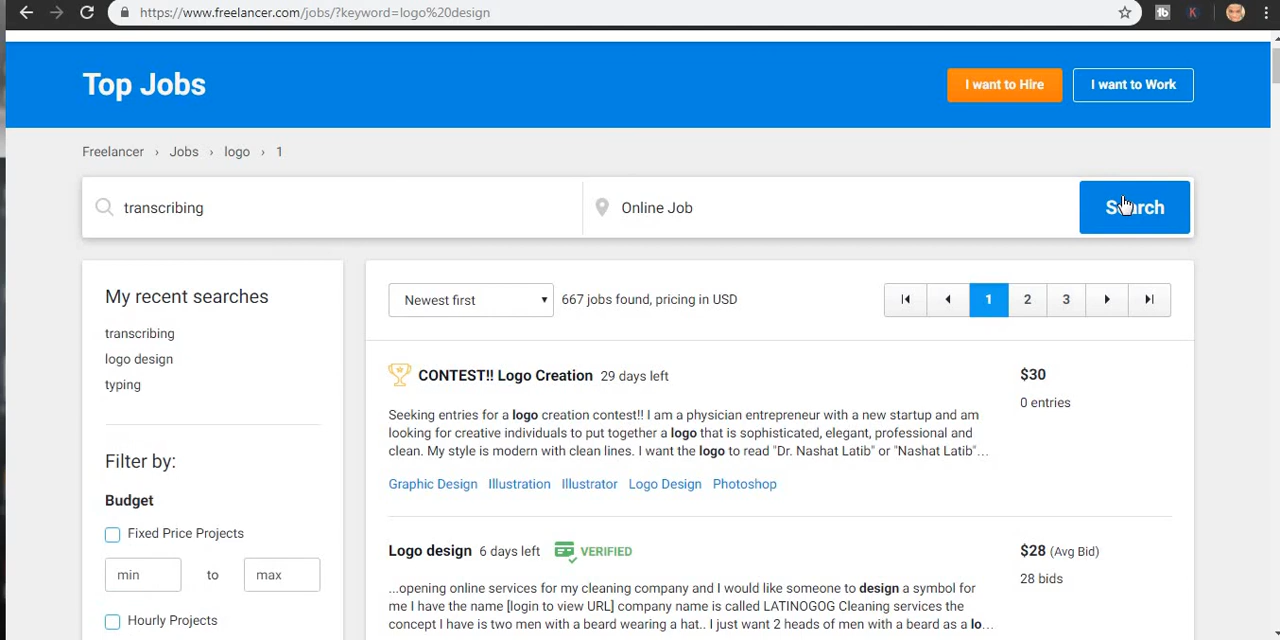 https://www.freelancer.com/jobs/?keyword=logo%20design
tb
K
Top Jobs
I want to Hire
I want to Work
Freelancer › Jobs › logo › 1
transcribing
Online Job
Search
My recent searches
transcribing
logo design
typing
Filter by:
Budget
Fixed Price Projects
min to max
Hourly Projects
Newest first
667 jobs found, pricing in USD
1 2 3
CONTEST!! Logo Creation 29 days left
$30
0 entries
Seeking entries for a logo creation contest!! I am a physician entrepreneur with a new startup and am
looking for creative individuals to put together a logo that is sophisticated, elegant, professional and
clean. My style is modern with clean lines. I want the logo to read "Dr. Nashat Latib" or "Nashat Latib"...
Graphic Design Illustration Illustrator Logo Design Photoshop
Logo design 6 days left VERIFIED
$28 (Avg Bid)
28 bids
...opening online services for my cleaning company and I would like someone to design a symbol for
me I have the name [login to view URL] company name is called LATINOGOG Cleaning services the
concept I have is two men with a beard wearing a hat.. I just want 2 heads of men with a beard as a lo...